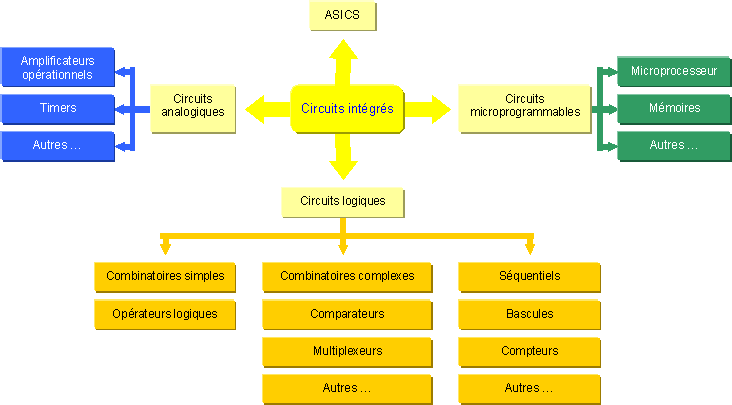 ASICS
Amplificateurs
opérationnels
Timers
Autres ...
Circuits
analogiques
Circuits intégrés
Circuits
microprogrammables
Microprocesseur
Mémoires
Autres ...
Circuits logiques
Combinatoires simples
Opérateurs logiques
Combinatoires complexes
Comparateurs
Multiplexeurs
Autres ...
Séquentiels
Bascules
Compteurs
Autres ...